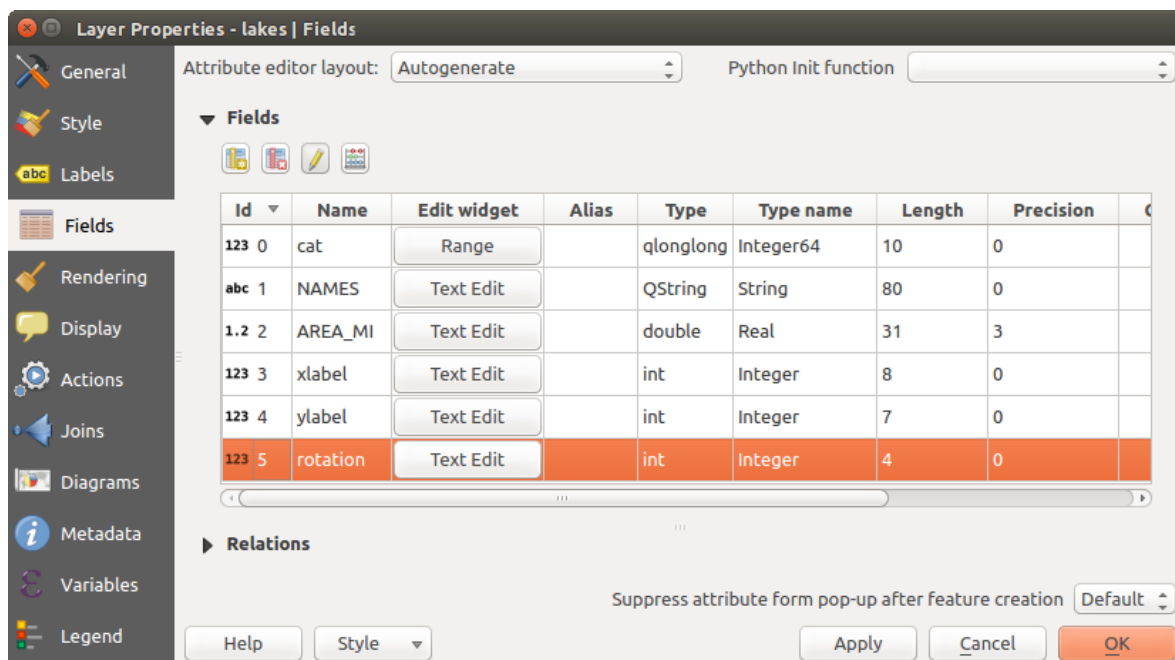 Layer Properties - lakes | Fields
General
Style
abc Labels
Fields
Rendering
Display
Actions
Joins
Diagrams
Metadata
Variables
Legend
Attribute editor layout: Autogenerate Python Init function
Fields
Id Name Edit widget Alias Type Type name Length Precision
123 0 cat Range qlonglong Integer64 10 0
abc 1 NAMES Text Edit QString String 80 0
1.2 2 AREA_MI Text Edit double Real 31 3
123 3 xlabel Text Edit int Integer 8 0
123 4 ylabel Text Edit int Integer 7 0
123 5 rotation Text Edit int Integer 4 0
Relations
Suppress attribute form pop-up after feature creation Default
Help Style Apply Cancel OK